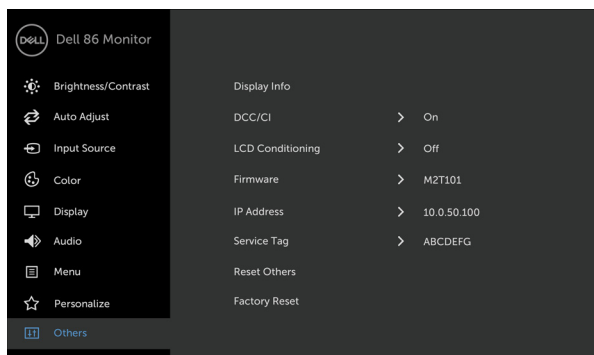 DELL Dell 86 Monitor
Brightness/Contrast
Auto Adjust
Input Source
Color
Display
Audio
Menu
Personalize
Others
Display Info
DCC/CI > On
LCD Conditioning > Off
Firmware > M2T101
IP Address > 10.0.50.100
Service Tag > ABCDEFG
Reset Others
Factory Reset